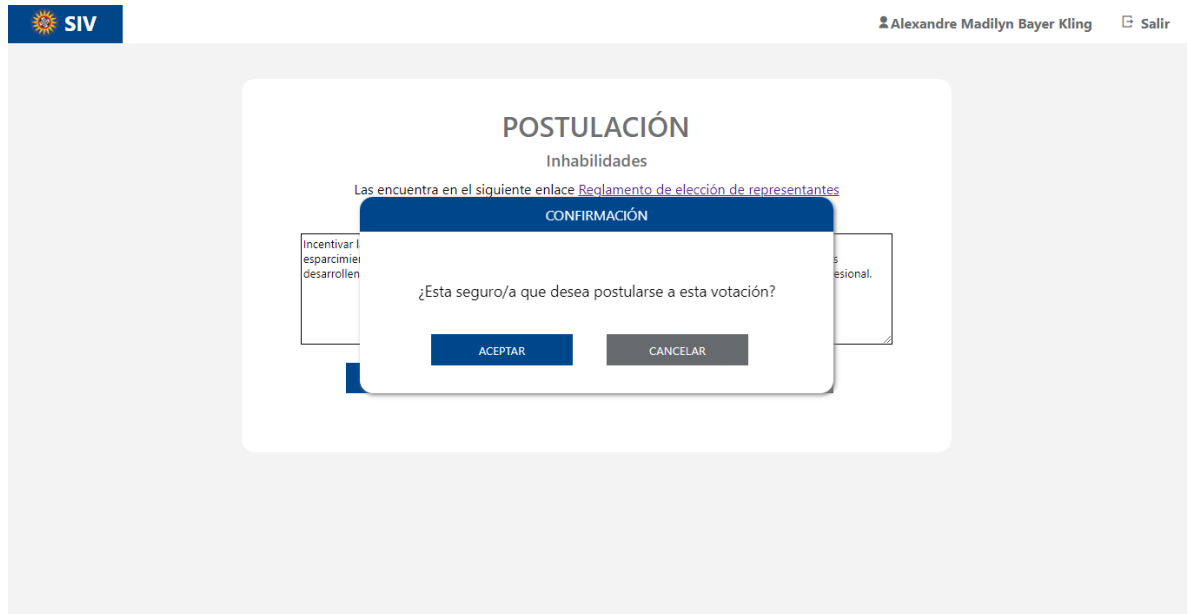 SIV
Alexandre Madilyn Bayer Kling
Salir
POSTULACIÓN
Inhabilidades
Las encuentra en el siguiente enlace Reglamento de elección de representantes
CONFIRMACIÓN
Incentivar
esparcimie
desarrollen
esional.
¿Esta seguro/a que desea postularse a esta votación?
ACEPTAR
CANCELAR